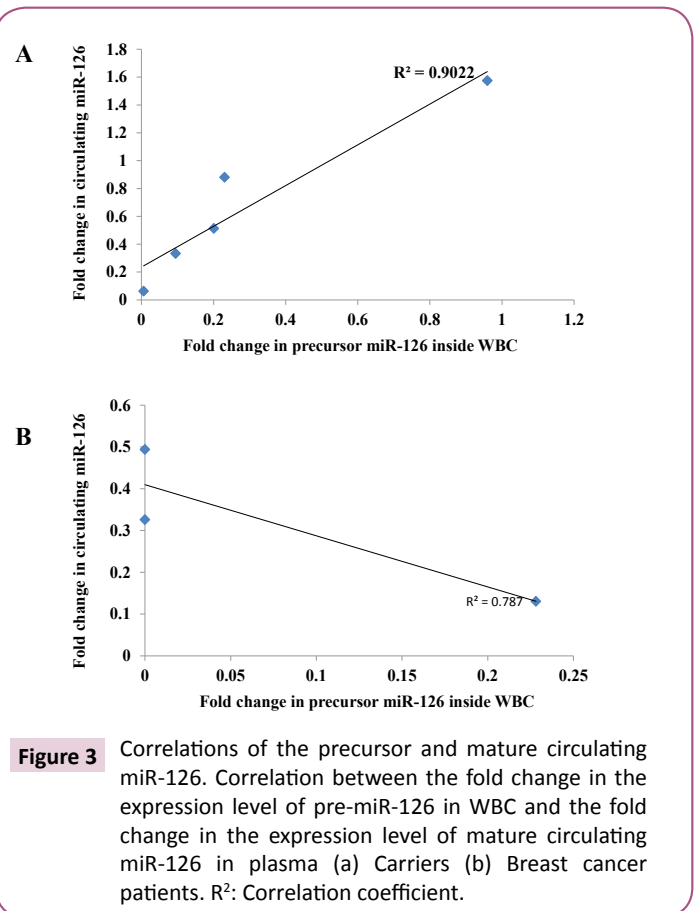 A
Fold change in circulating miR-126
1.8
1.6
1.4
1.2
1
0.8
0.6
0.4
0.2
0
R² = 0.9022
0 0.2 0.4 0.6 0.8 1 1.2
Fold change in precursor miR-126 inside WBC
B
Fold change in circulating miR-126
0.6
0.5
0.4
0.3
0.2
0.1
0
R² = 0.787
0 0.05 0.1 0.15 0.2 0.25
Fold change in precursor miR-126 inside WBC
Figure 3 Correlations of the precursor and mature circulating
miR-126. Correlation between the fold change in the
expression level of pre-miR-126 in WBC and the fold
change in the expression level of mature circulating
miR-126 in plasma (a) Carriers (b) Breast cancer
patients. R²: Correlation coefficient.